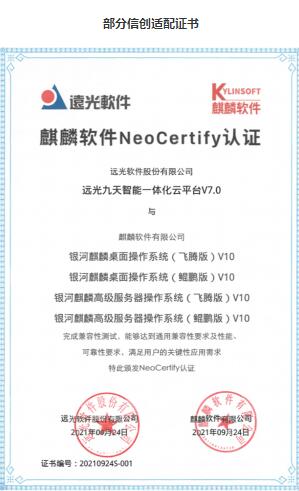 部分信创适配证书
遠光軟件
KYLINSOFT
麒麟软件
麒麟软件NeoCertify认证
远光软件股份有限公司
远光九天智能一体化云平台V7.0
与
麒麟软件有限公司
银河麒麟桌面操作系统（飞腾版）V10
银河麒麟桌面操作系统（鲲鹏版）V10
银河麒麟高级服务器操作系统（飞腾版）V10
银河麒麟高级服务器操作系统（鲲鹏版）V10
完成兼容性测试，能够达到通用兼容性要求及性能、
可靠性要求，满足用户的关键性应用需求
特此颁发NeoCertify认证
远光软件股份有限公司
2021年09月24日
麒麟软件有限公司
2021年09月24日
证书编号：20210924S-001